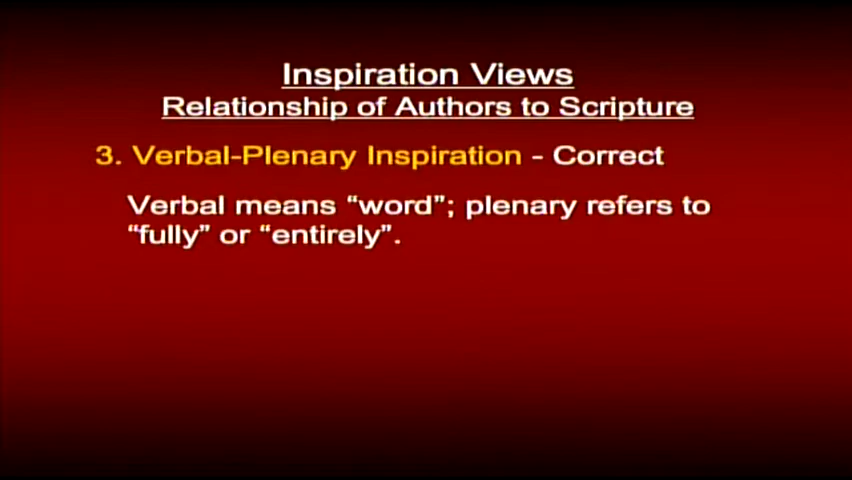 Inspiration Views
Relationship of Authors to Scripture
3. Verbal-Plenary Inspiration - Correct
Verbal means “word”; plenary refers to
“fully” or “entirely”.